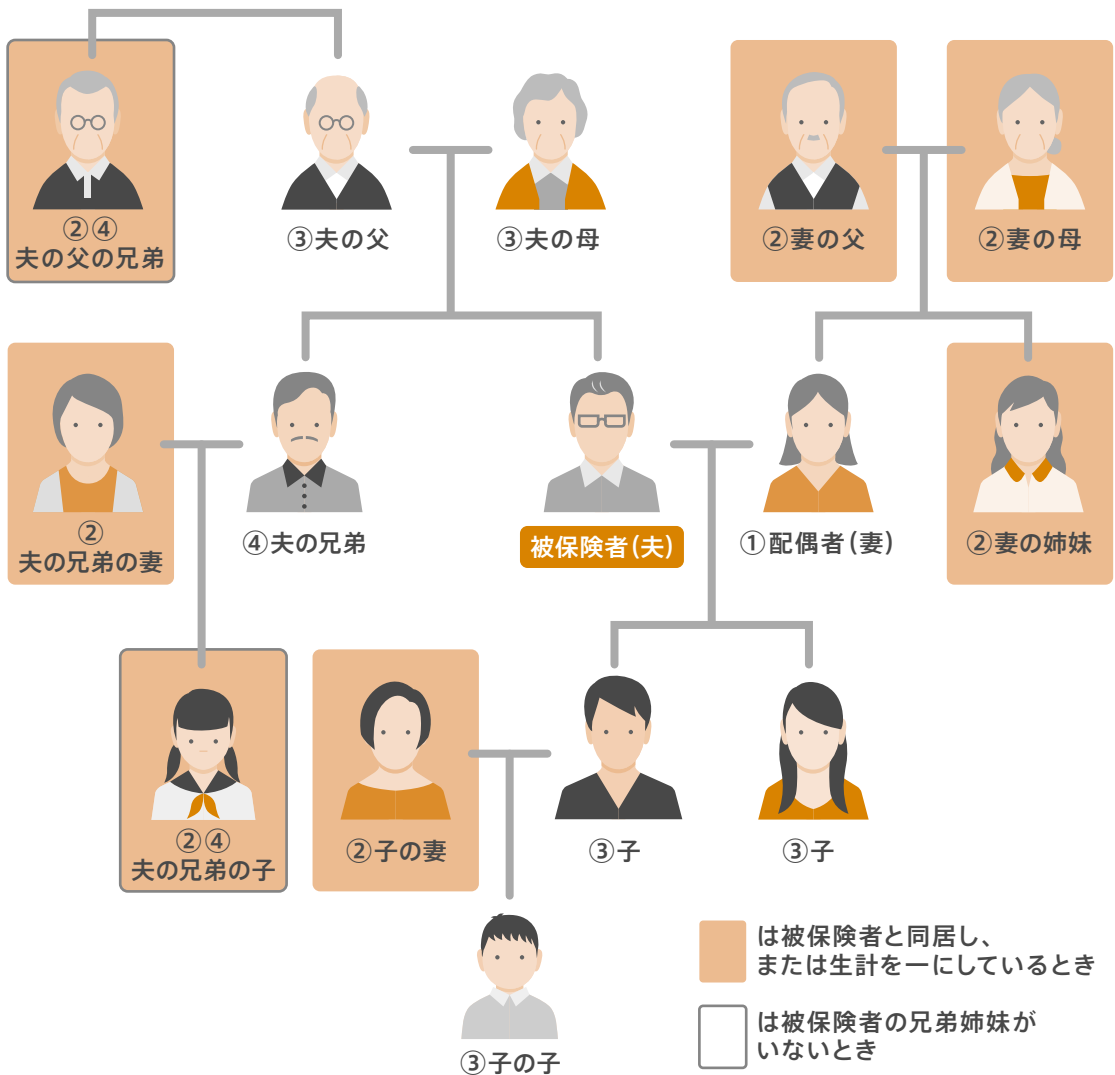 ②④
夫の父の兄弟
③夫の父
③夫の母
②妻の父
②妻の母
②
夫の兄弟の妻
④夫の兄弟
被保険者(夫)
①配偶者(妻)
②妻の姉妹
②④
夫の兄弟の子
②子の妻
③子
③子
③子の子
は被保険者と同居し、
または生計を一にしているとき
は被保険者の兄弟姉妹が
いないとき